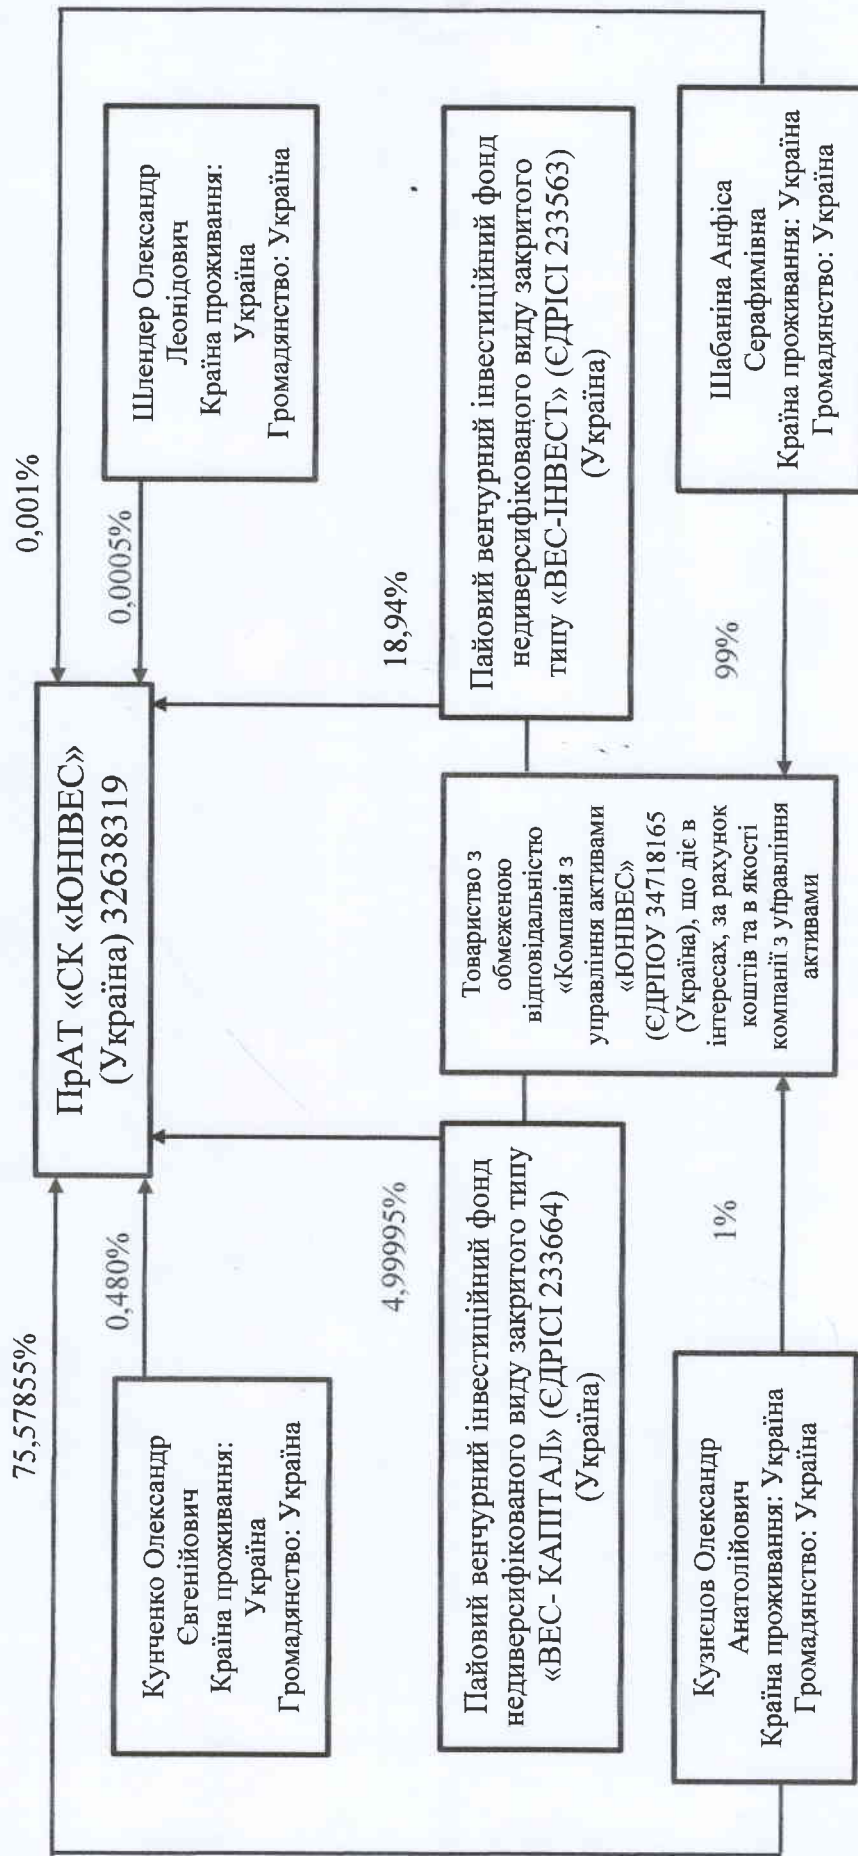 75,57855%
0,001%
ПрАТ «СК «ЮНІВЕС»
(Україна) 32638319
0,480%
0,0005%
Кунченко Олександр
Євгенійович
Країна проживання:
Україна
Громадянство: Україна
Шлендер Олександр
Леонідович
Країна проживання:
Україна
Громадянство: Україна
4,99995%
18,94%
Пайовий венчурний інвестиційний фонд
недиверсифікованого виду закритого типу
«ВЕС- КАПІТАЛ» (ЄДРІСІ 233664)
(Україна)
Товариство з
обмеженою
відповідальністю
«Компанія з
управління активами
«ЮНІВЕС»
(ЄДРПОУ 34718165
(Україна), що діє в
інтересах, за рахунок
коштів та в якості
компанії з управління
активами
Пайовий венчурний інвестиційний фонд
недиверсифікованого виду закритого
типу «ВЕС-ІНВЕСТ» (ЄДРІСІ 233563)
(Україна)
1%
99%
Кузнєцов Олександр
Анатолійович
Країна проживання: Україна
Громадянство: Україна
Шабаніна Анфіса
Серафимівна
Країна проживання: Україна
Громадянство: Україна